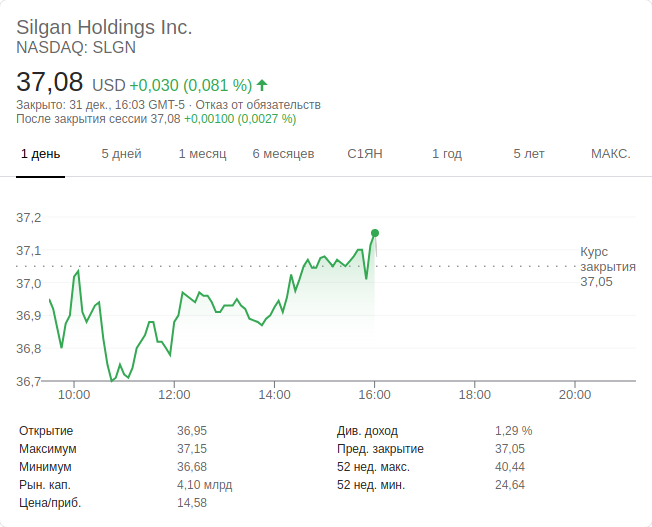 Silgan Holdings Inc.
NASDAQ: SLGN
37,08 USD +0,030 (0,081 %)
Закрыто: 31 дек., 16:03 GMT-5 · Отказ от обязательств
После закрытия сессии 37,08 +0,00100 (0,0027 %)
1 день 5 дней 1 месяц 6 месяцев С1ЯН 1 год 5 лет МАКС.
37,2
37,1
37,0
36,9
36,8
36,7
Курс
закрытия
37,05
10:00 12:00 14:00 16:00 18:00 20:00
Открытие 36,95 Див. доход 1,29 %
Максимум 37,15 Пред. закрытие 37,05
Минимум 36,68 52 нед. макс. 40,44
Рын. кап. 4,10 млрд 52 нед. мин. 24,64
Цена/приб. 14,58